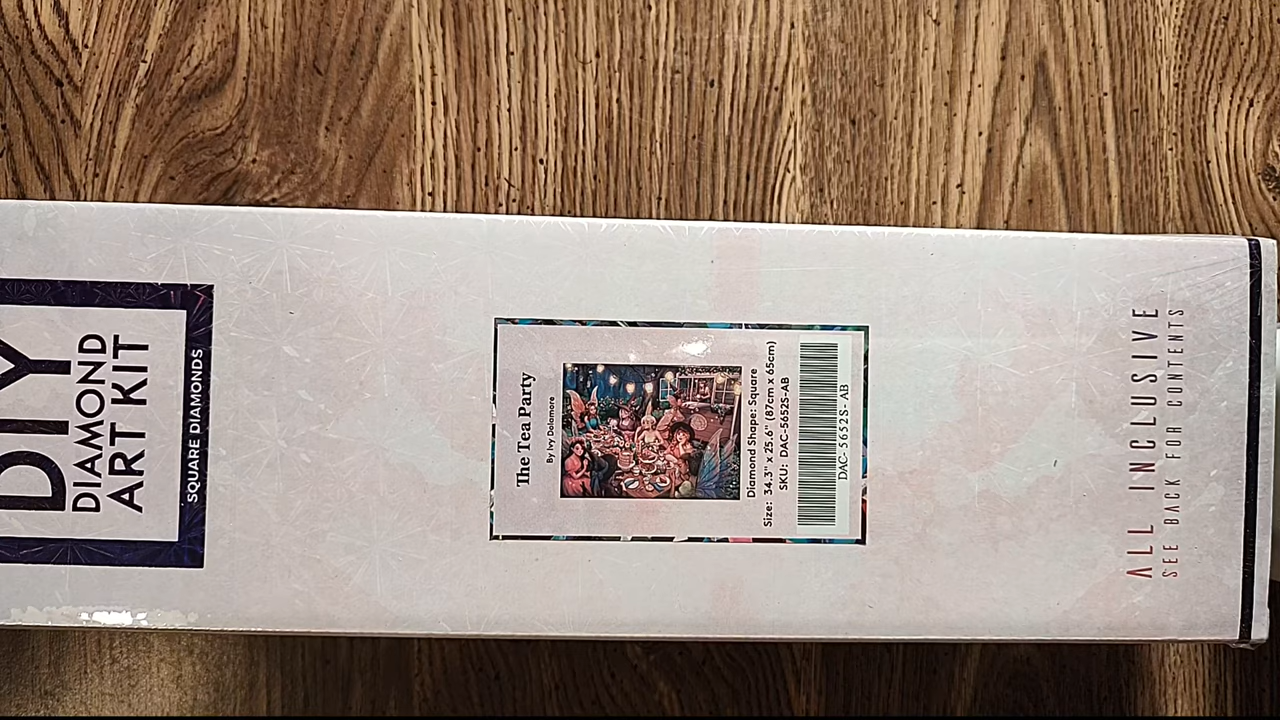 DIY
DIAMOND
ART KIT
SQUARE DIAMONDS
The Tea Party
By Ivy Dolamore
Diamond Shape: Square
Size: 34.3" x 25.6" (87cm x 65cm)
SKU: DAC-5652S-AB
DAC-5652S-AB
ALL INCLUSIVE
SEE BACK FOR CONTENTS